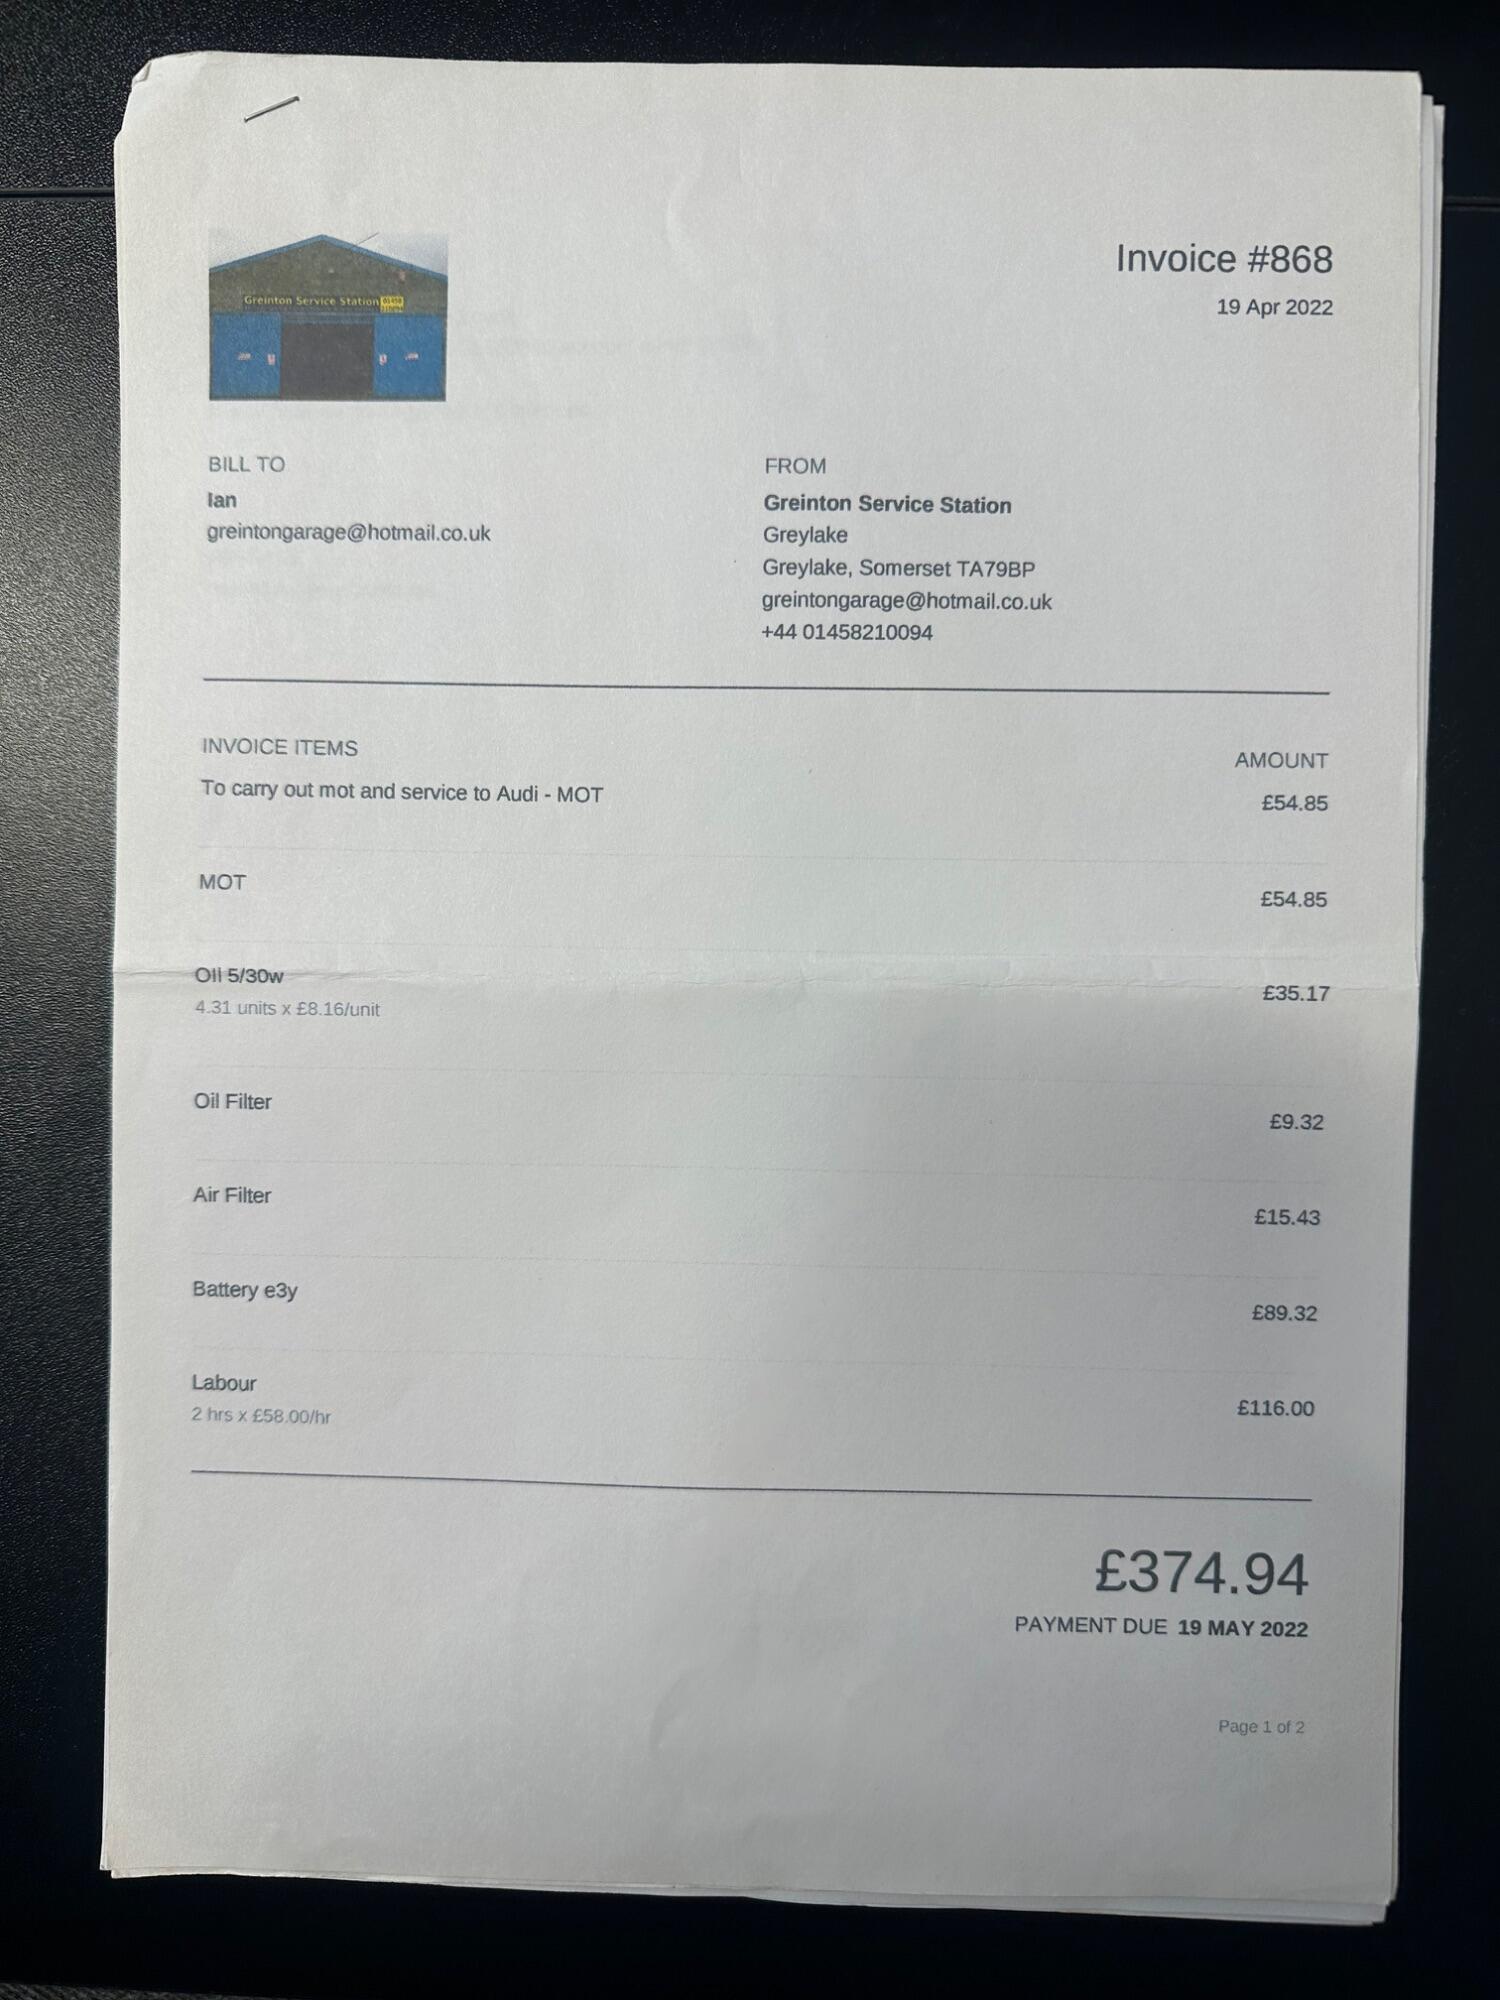 Greinton Service Station
Invoice #868
19 Apr 2022
BILL TO
Ian
greintongarage@hotmail.co.uk
FROM
Greinton Service Station
Greylake
Greylake, Somerset TA79BP
greintongarage@hotmail.co.uk
+44 01458210094
INVOICE ITEMS
AMOUNT
To carry out mot and service to Audi - MOT
£54.85
MOT
£54.85
OIl 5/30w
£35.17
4.31 units x £8.16/unit
Oil Filter
£9.32
Air Filter
£15.43
Battery e3y
£89.32
Labour
£116.00
2 hrs x £58.00/hr
£374.94
PAYMENT DUE 19 MAY 2022
Page 1 of 2